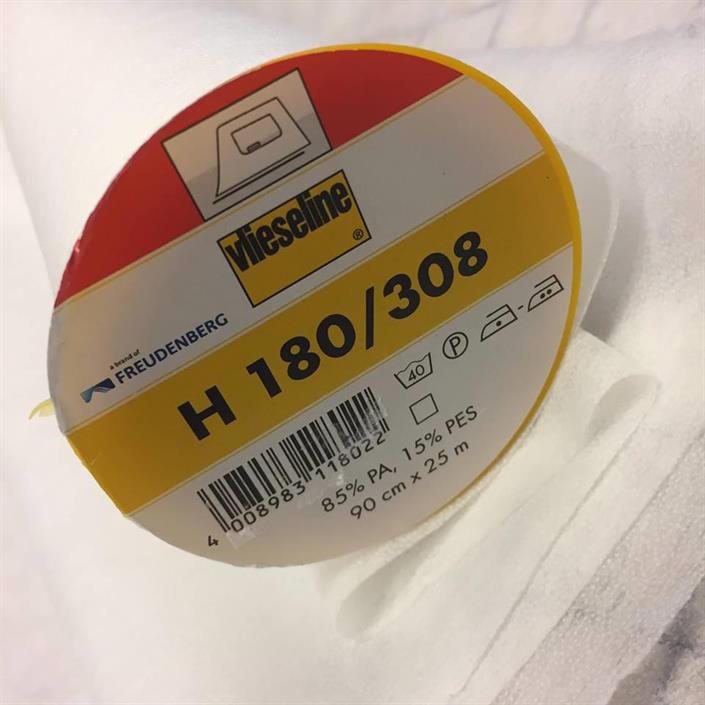 vlieseline®
a brand of
FREUDENBERG
H 180/308
40 P
4 008983 118022
85% PA, 15% PES
90 cm x 25 m